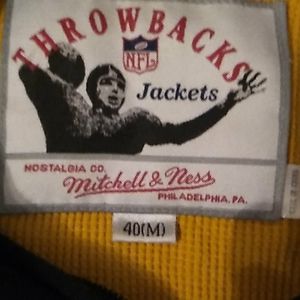 THROWBACKS
NFL
Jackets
NOSTALGIA CO.
Mitchell & Ness
PHILADELPHIA, PA.
40(M)